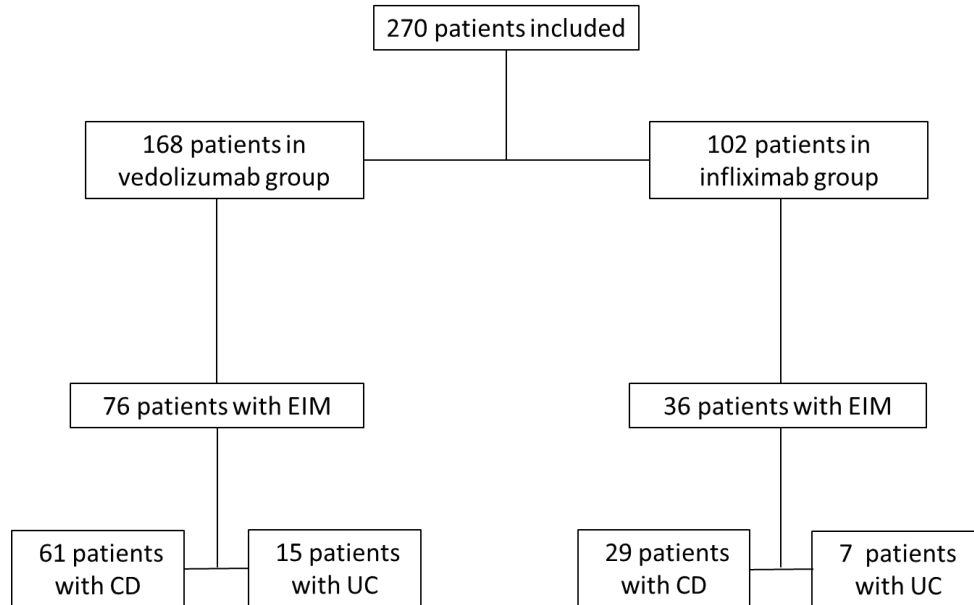 270 patients included
168 patients in
vedolizumab group
102 patients in
infliximab group
76 patients with EIM
36 patients with EIM
61 patients
with CD
15 patients
with UC
29 patients
with CD
7 patients
with UC